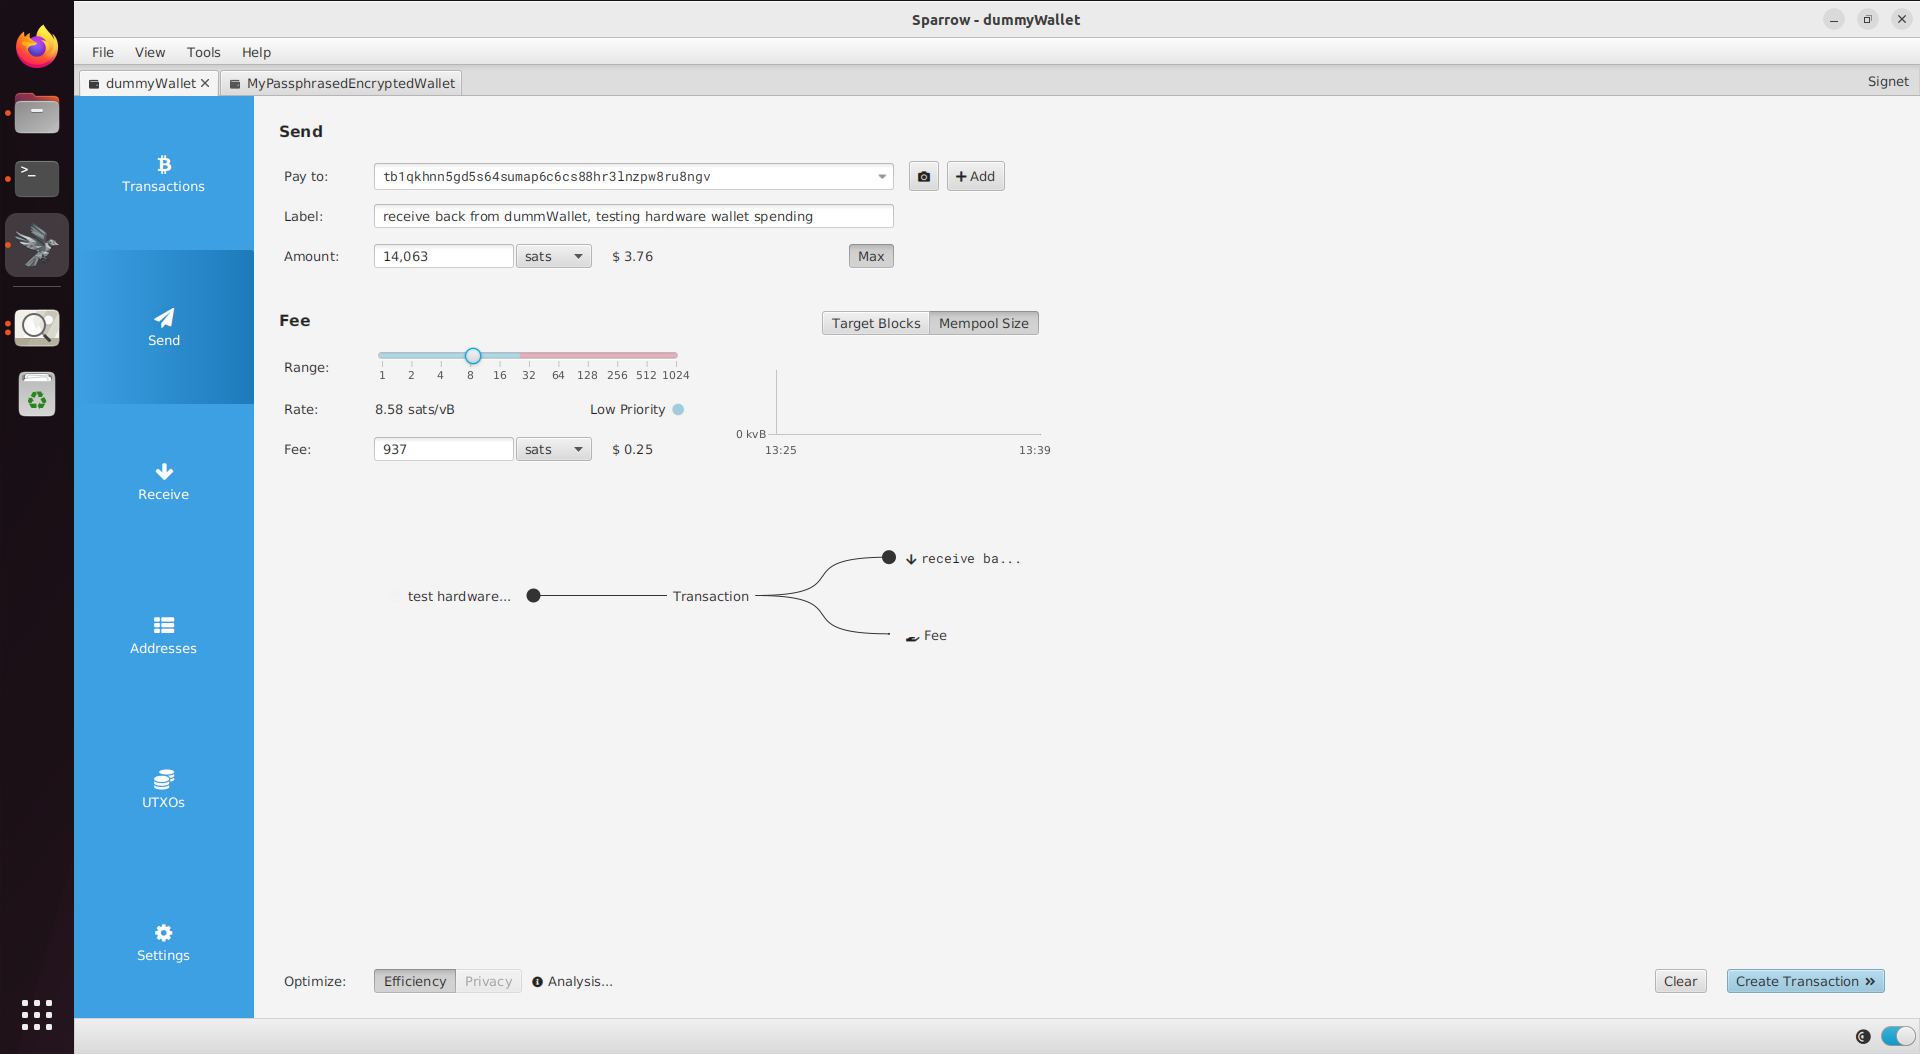 Sparrow - dummyWallet
File View Tools Help
dummyWallet MyPassphrasedEncryptedWallet Signet
Transactions
Send
Receive
Addresses
UTXOs
Settings
Send
Pay to: tb1qkhnn5gd5s64sumap6c6cs88hr3lnzpw8ru8ngv Add
Label: receive back from dummWallet, testing hardware wallet spending
Amount: 14,063 sats $ 3.76 Max
Fee Target Blocks Mempool Size
Range:
1 2 4 8 16 32 64 128 256 512 1024
Rate: 8.58 sats/vB Low Priority
0 kvB
Fee: 937 sats $ 0.25
13:25 13:39
receive ba...
test hardware... Transaction
Fee
Optimize: Efficiency Privacy Analysis... Clear Create Transaction